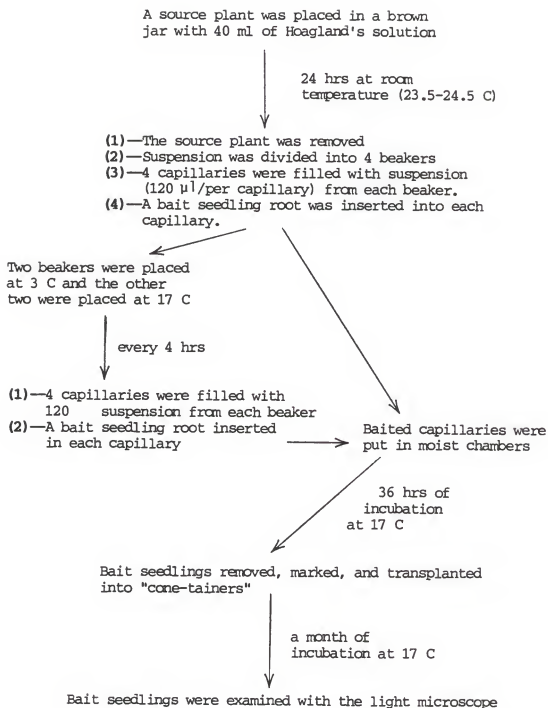 A source plant was placed in a brown
jar with 40 ml of Hoagland's solution
24 hrs at room
temperature (23.5-24.5 C)
(1)—The source plant was removed
(2)—Suspension was divided into 4 beakers
(3)—4 capillaries were filled with suspension
(120 µl/per capillary) from each beaker.
(4)—A bait seedling root was inserted into each
capillary.
Two beakers were placed
at 3 C and the other
two were placed at 17 C
every 4 hrs
(1)—4 capillaries were filled with
120 suspension from each beaker
(2)—A bait seedling root inserted
in each capillary
Baited capillaries were
put in moist chambers
36 hrs of
incubation
at 17 C
Bait seedlings removed, marked, and transplanted
into "cone-tainers"
a month of
incubation at 17 C
Bait seedlings were examined with the light microscope